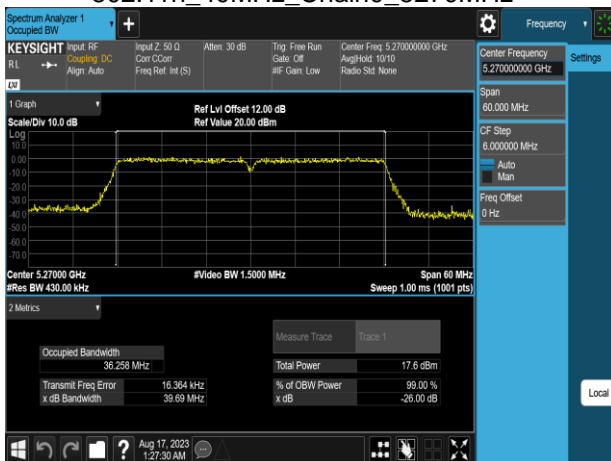 802.11n_40MHz_Chain0_5270MHz
Spectrum Analyzer 1
Occupied BW
+
Frequency
KEYSIGHT
Input: RF
Input Z: 50 Ω
Atten: 30 dB
Trig: Free Run
Center Freq: 5.270000000 GHz
RL
Coupling: DC
Corr CCorr
Gate: Off
Avg|Hold: 10/10
Align: Auto
Freq Ref: Int (S)
#IF Gain: Low
Radio Std: None
LXI
Center Frequency
5.270000000 GHz
Settings
Span
60.000 MHz
CF Step
6.000000 MHz
Auto
Man
Freq Offset
0 Hz
1 Graph
Ref Lvl Offset 12.00 dB
Scale/Div 10.0 dB
Ref Value 20.00 dBm
Log
10.0
0.00
-10.0
-20.0
-30.0
-40.0
-50.0
-60.0
-70.0
Center 5.27000 GHz
#Video BW 1.5000 MHz
Span 60 MHz
#Res BW 430.00 kHz
Sweep 1.00 ms (1001 pts)
2 Metrics
Measure Trace
Trace 1
Occupied Bandwidth
36.258 MHz
Total Power
17.6 dBm
Transmit Freq Error
16.364 kHz
% of OBW Power
99.00 %
x dB Bandwidth
39.69 MHz
x dB
-26.00 dB
Local
?
Aug 17, 2023
1:27:30 AM